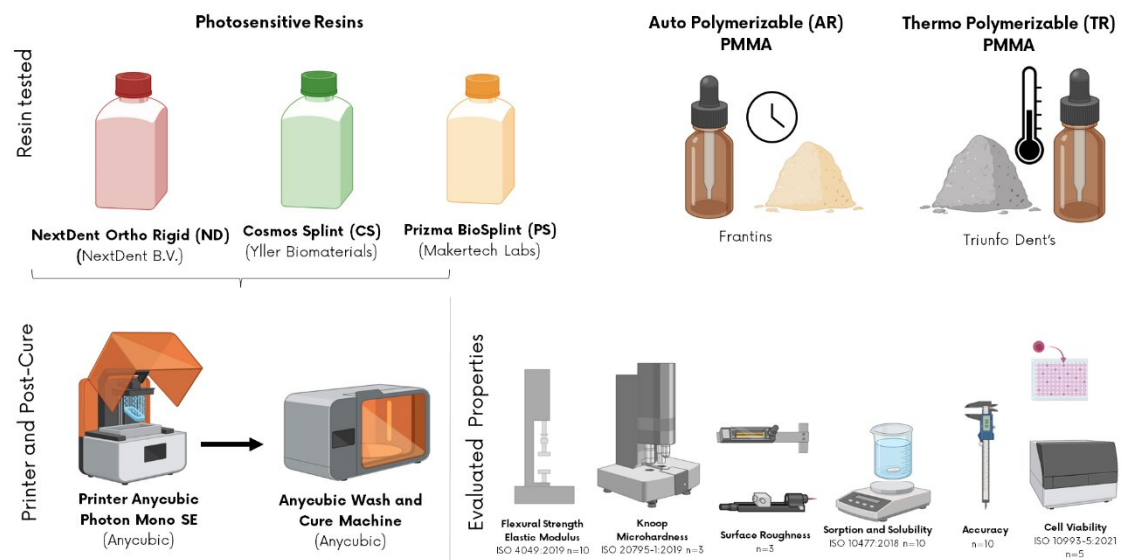 Photosensitive Resins
Auto Polymerizable (AR)
PMMA
Thermo Polymerizable (TR)
PMMA
Resin tested
NextDent Ortho Rigid (ND)
(NextDent B.V.)
Cosmos Splint (CS)
(Yller Biomaterials)
Prizma BioSplint (PS)
(Makertech Labs)
Frantins
Triunfo Dent's
Printer and Post-Cure
Printer Anycubic
Photon Mono SE
(Anycubic)
Anycubic Wash and
Cure Machine
(Anycubic)
Evaluated Properties
Flexural Strength
Elastic Modulus
ISO 4049:2019 n=10
Knoop
Microhardness
ISO 20795-1:2019 n=3
Surface Roughness
n=3
Sorption and Solubility
ISO 10477:2018 n=10
Accuracy
n=10
Cell Viability
ISO 10993-5:2021
n=5